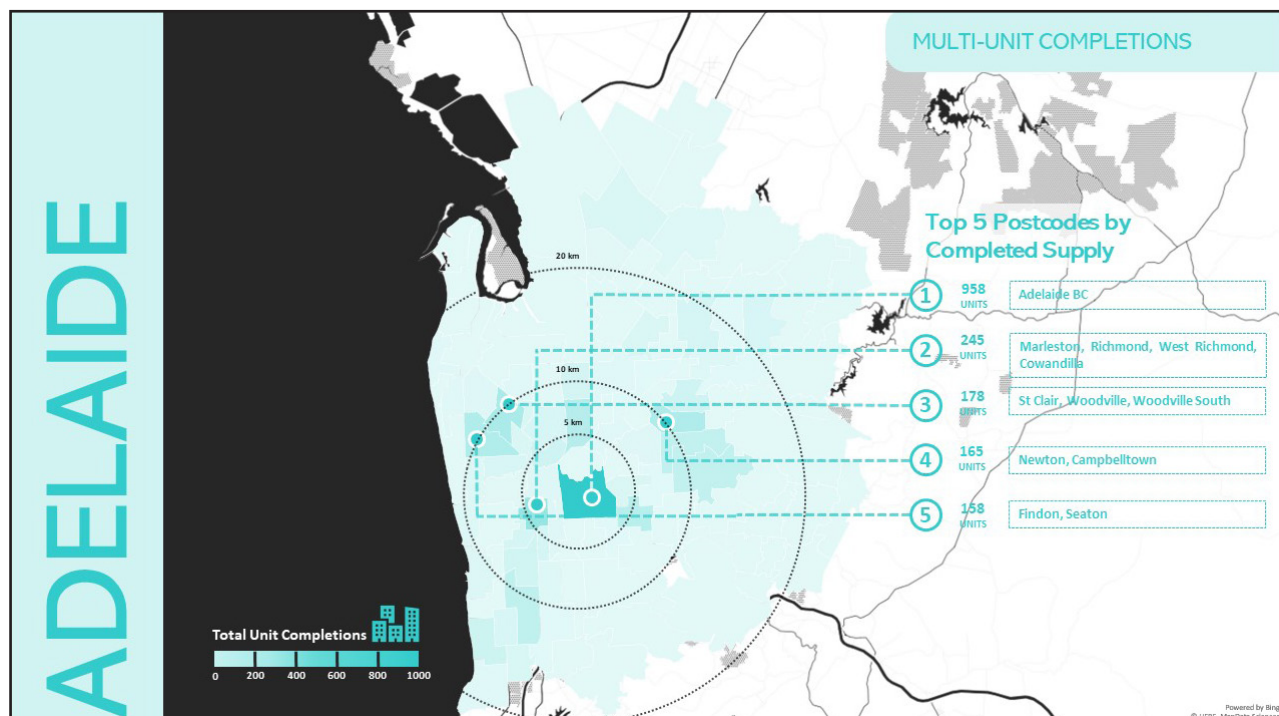 ADELAIDE
MULTI-UNIT COMPLETIONS
Top 5 Postcodes by
Completed Supply
1
958
UNITS
Adelaide BC
2
245
UNITS
Marleston, Richmond, West Richmond,
Cowandilla
3
178
UNITS
St Clair, Woodville, Woodville South
4
165
UNITS
Newton, Campbelltown
5
158
UNITS
Findon, Seaton
20 km
10 km
5 km
Total Unit Completions
0 200 400 600 800 1000
Powered by Bing